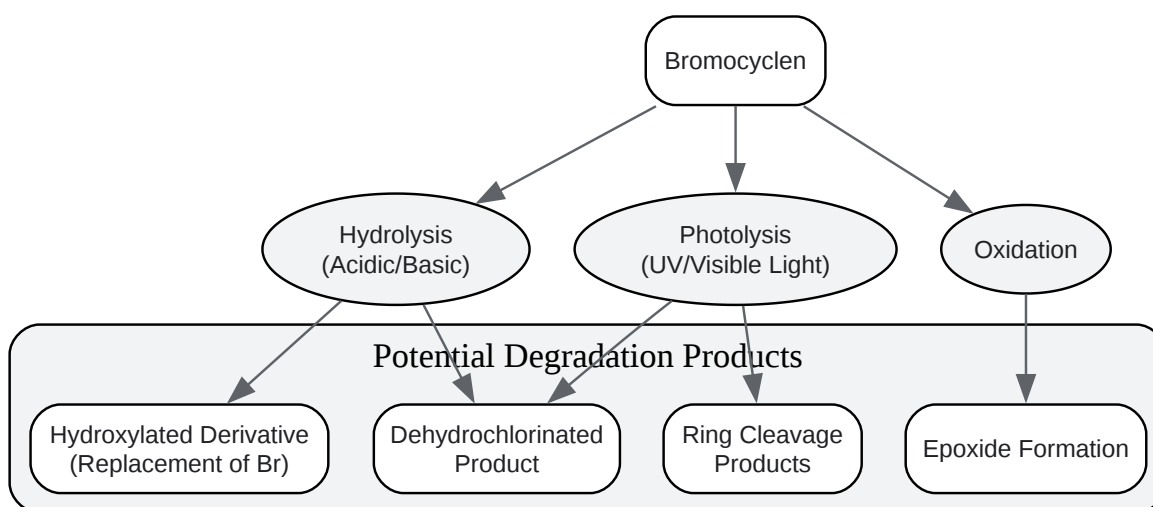 Bromocyclen
Hydrolysis
(Acidic/Basic)
Photolysis
(UV/Visible Light)
Oxidation
Potential Degradation Products
Hydroxylated Derivative
(Replacement of Br)
Dehydrochlorinated
Product
Ring Cleavage
Products
Epoxide Formation